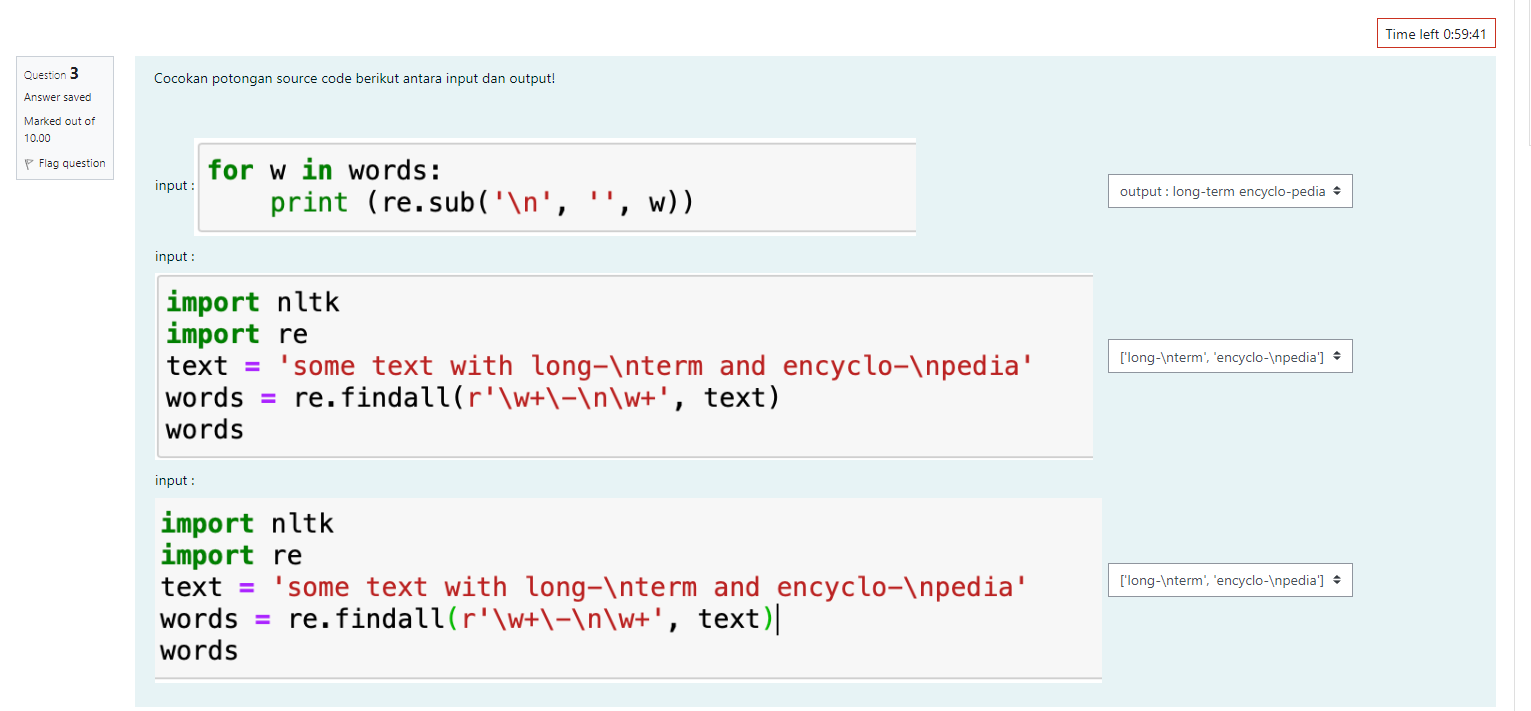 Time left 0:59:41
Question 3
Answer saved
Marked out of
10.00
Flag question
Cocokan potongan source code berikut antara input dan output!
input :
for w in words:
    print (re.sub('\n', '', w))
output : long-term encyclo-pedia
input :
import nltk
import re
text = 'some text with long-\nterm and encyclo-\npedia'
words = re.findall(r'\w+\-\n\w+', text)
words
['long-\nterm', 'encyclo-\npedia']
input :
import nltk
import re
text = 'some text with long-\nterm and encyclo-\npedia'
words = re.findall(r'\w+\-\n\w+', text)
words
['long-\nterm', 'encyclo-\npedia']